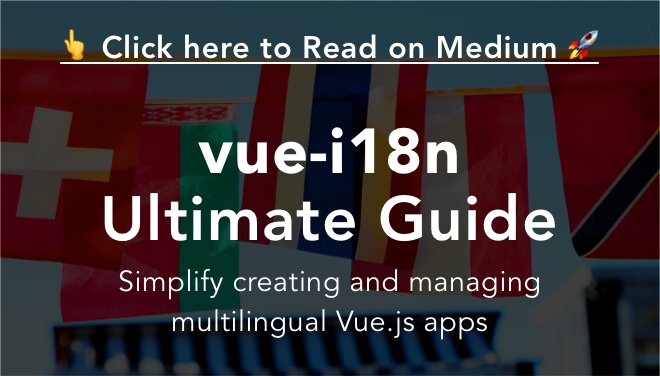 👆 Click here to Read on Medium 🚀
vue-i18n
Ultimate Guide
Simplify creating and managing
multilingual Vue.js apps